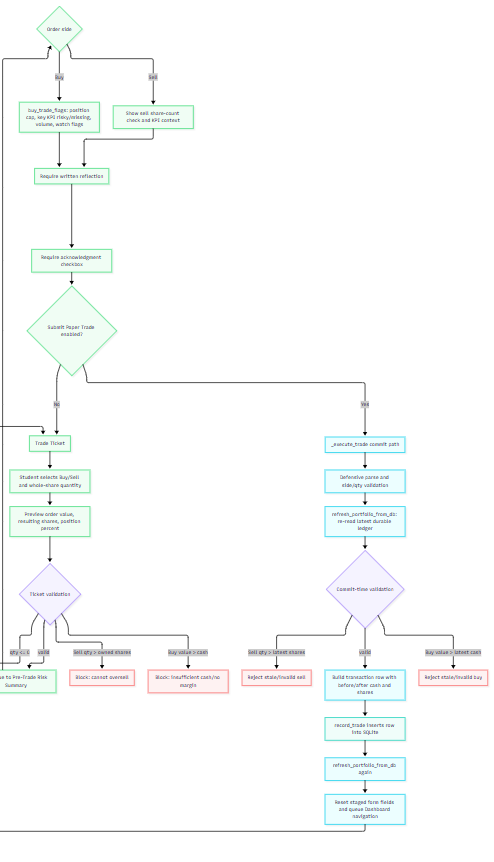 Order side
Buy
Sell
buy_trade_flags: position
cap, key KPI risky/missing,
volume, watch flags
Show sell share-count
check and KPI context
Require written reflection
Require acknowledgment
checkbox
Submit Paper Trade
enabled?
No
Yes
Trade Ticket
_execute_trade commit path
Student selects Buy/Sell
and whole-share quantity
Defensive parse and
side/qty validation
Preview order value,
resulting shares, position
percent
refresh_portfolio_from_db:
re-read latest durable
ledger
Ticket validation
Commit-time validation
qty < 1
valid
Sell qty > owned shares
Buy value > cash
Sell qty > latest shares
valid
Buy value > latest cash
to Pre-Trade Risk
Summary
Block: cannot oversell
Block: insufficient cash/no
margin
Reject stale/invalid sell
Build transaction row with
before/after cash and
shares
Reject stale/invalid buy
record_trade inserts row
into SQLite
refresh_portfolio_from_db
again
Reset staged form fields
and queue Dashboard
navigation